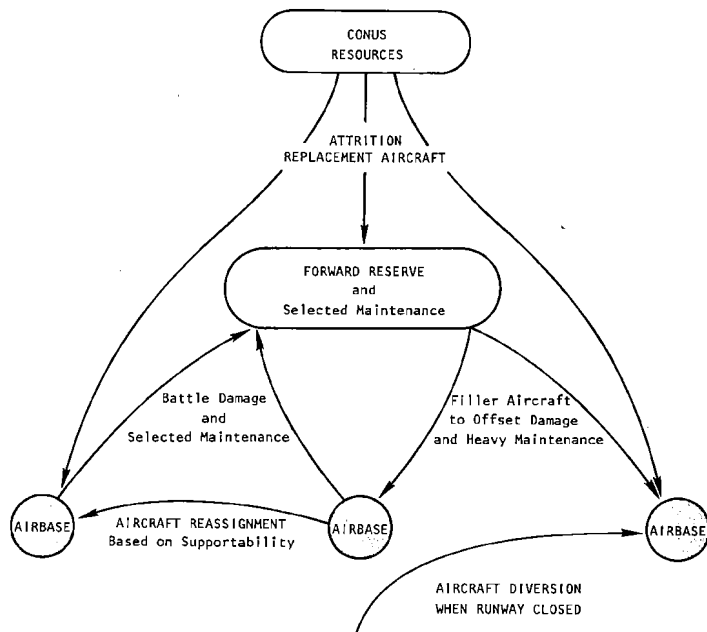 CONUS
RESOURCES
ATTRITION
REPLACEMENT AIRCRAFT
FORWARD RESERVE
and
Selected Maintenance
Battle Damage
and
Selected Maintenance
Filler Aircraft
to Offset Damage
and Heavy Maintenance
AIRBASE
AIRCRAFT REASSIGNMENT
Based on Supportability
AIRBASE
AIRBASE
AIRCRAFT DIVERSION
WHEN RUNWAY CLOSED